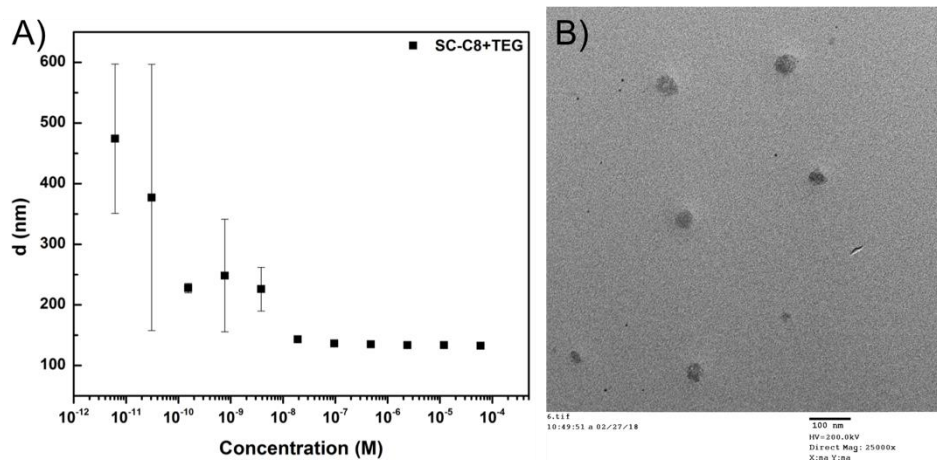 A)
B)
SC-C8+TEG
600
500
400
300
200
100
d (nm)
10⁻¹²
10⁻¹¹
10⁻¹⁰
10⁻⁹
10⁻⁸
10⁻⁷
10⁻⁶
10⁻⁵
10⁻⁴
Concentration (M)
6.tif
10:49:51 a 02/27/18
100 nm
HV=200.0kV
Direct Mag: 25000x
X:ma Y:ma